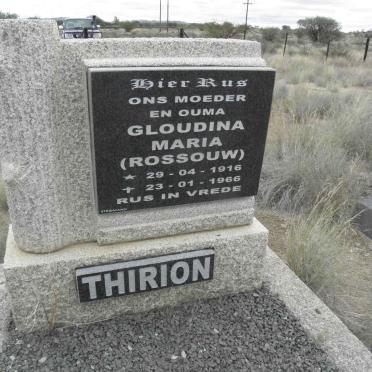 Hier Rus
ONS MOEDER
EN OUMA
GLOUDINA
MARIA
(ROSSOUW)
★ 29 - 04 - 1916
✝ 23 - 01 - 1966
RUS IN VREDE
THIRION